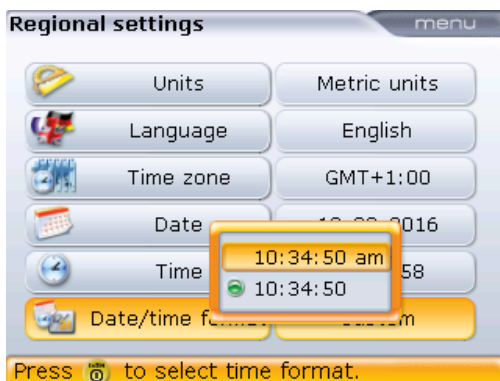 Regional settings
menu
Units
Metric units
Language
English
Time zone
GMT+1:00
Date
2016
10:34:50 am
Time
58
10:34:50
Date/time
Press to select time format.